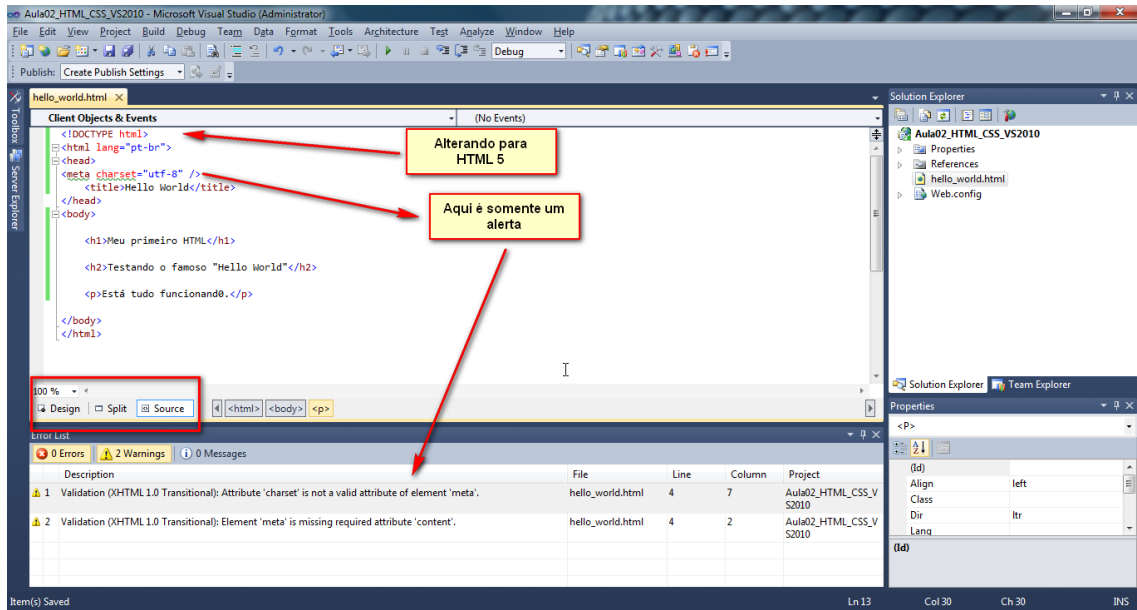 Aula02_HTML_CSS_VS2010 - Microsoft Visual Studio (Administrator)
File Edit View Project Build Debug Team Data Format Tools Architecture Test Analyze Window Help
Debug
Publish: Create Publish Settings
Toolbox
Server Explorer
hello_world.html
Client Objects & Events
(No Events)
<!DOCTYPE html>
<html lang="pt-br">
<head>
<meta charset="utf-8" />
<title>Hello World</title>
</head>
<body>
<h1>Meu primeiro HTML</h1>
<h2>Testando o famoso "Hello World"</h2>
<p>Está tudo funcionand0.</p>
</body>
</html>
Alterando para
HTML 5
Aqui é somente um
alerta
100 %
Design Split Source <html> <body> <p>
Error List
0 Errors 2 Warnings 0 Messages
Description File Line Column Project
1 Validation (XHTML 1.0 Transitional): Attribute 'charset' is not a valid attribute of element 'meta'. hello_world.html 4 7 Aula02_HTML_CSS_V
S2010
2 Validation (XHTML 1.0 Transitional): Element 'meta' is missing required attribute 'content'. hello_world.html 4 2 Aula02_HTML_CSS_V
S2010
Solution Explorer
Aula02_HTML_CSS_VS2010
Properties
References
hello_world.html
Web.config
Solution Explorer Team Explorer
Properties
<P>
(Id)
Align left
Class
Dir ltr
Lang
(Id)
Item(s) Saved Ln 13 Col 30 Ch 30 INS